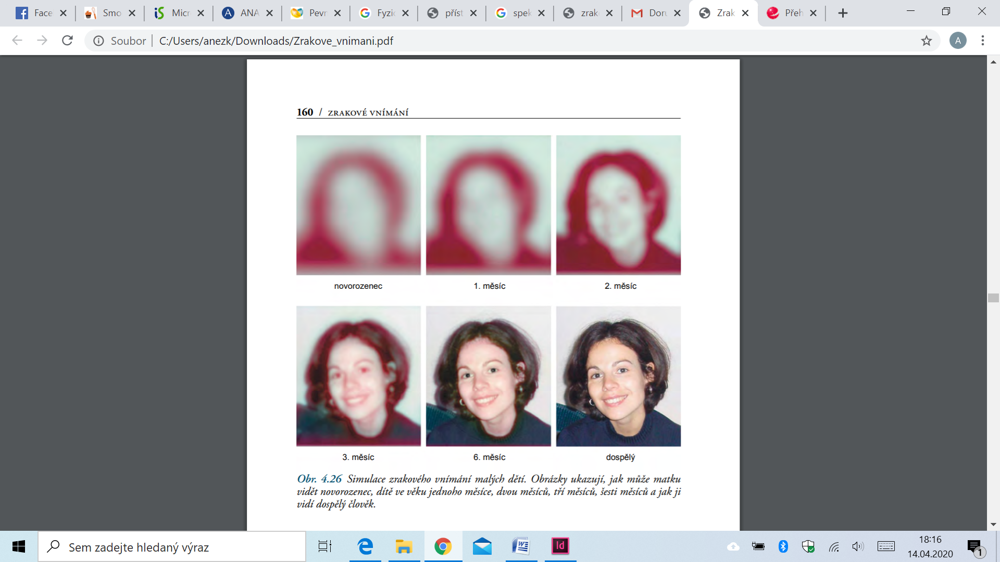 Face
Smo
Micr
ANA
Pevr
Fyzic
příst
spek
zrak
Doru
Zrak
Přeh
Soubor
C:/Users/anezk/Downloads/Zrakove_vnimani.pdf
A
160 / ZRAKOVÉ VNÍMÁNÍ
novorozenec
1. měsíc
2. měsíc
3. měsíc
6. měsíc
dospělý
Obr. 4.26 Simulace zrakového vnímání malých dětí. Obrázky ukazují, jak může matku
vidět novorozenec, dítě ve věku jednoho měsíce, dvou měsíců, tří měsíců, šesti měsíců a jak ji
vidí dospělý člověk.
Sem zadejte hledaný výraz
Id
18:16
14.04.2020
1